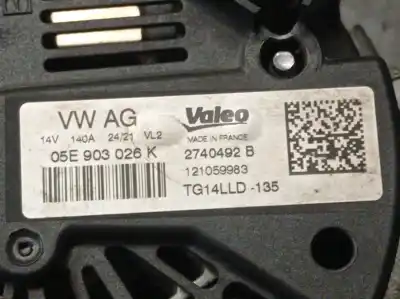 VW AG
Valeo
14V 140A 24/21 VL2
MADE IN FRANCE
05E 903 026 K
2740492 B
121059983
TG14LLD -135